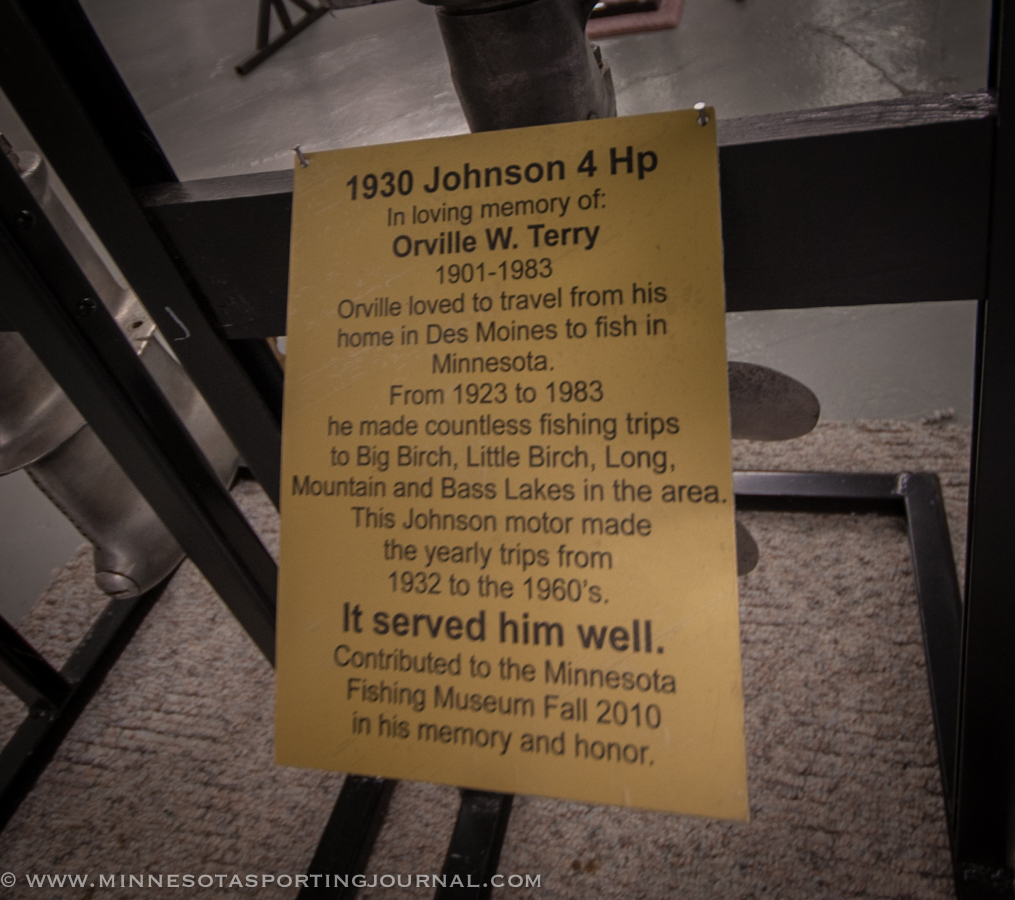 1930 Johnson 4 Hp
In loving memory of:
Orville W. Terry
1901-1983
Orville loved to travel from his
home in Des Moines to fish in
Minnesota.
From 1923 to 1983
he made countless fishing trips
to Big Birch, Little Birch, Long,
Mountain and Bass Lakes in the area.
This Johnson motor made
the yearly trips from
1932 to the 1960's.
It served him well.
Contributed to the Minnesota
Fishing Museum Fall 2010
in his memory and honor.
© WWW.MINNESOTASPORTINGJOURNAL.COM